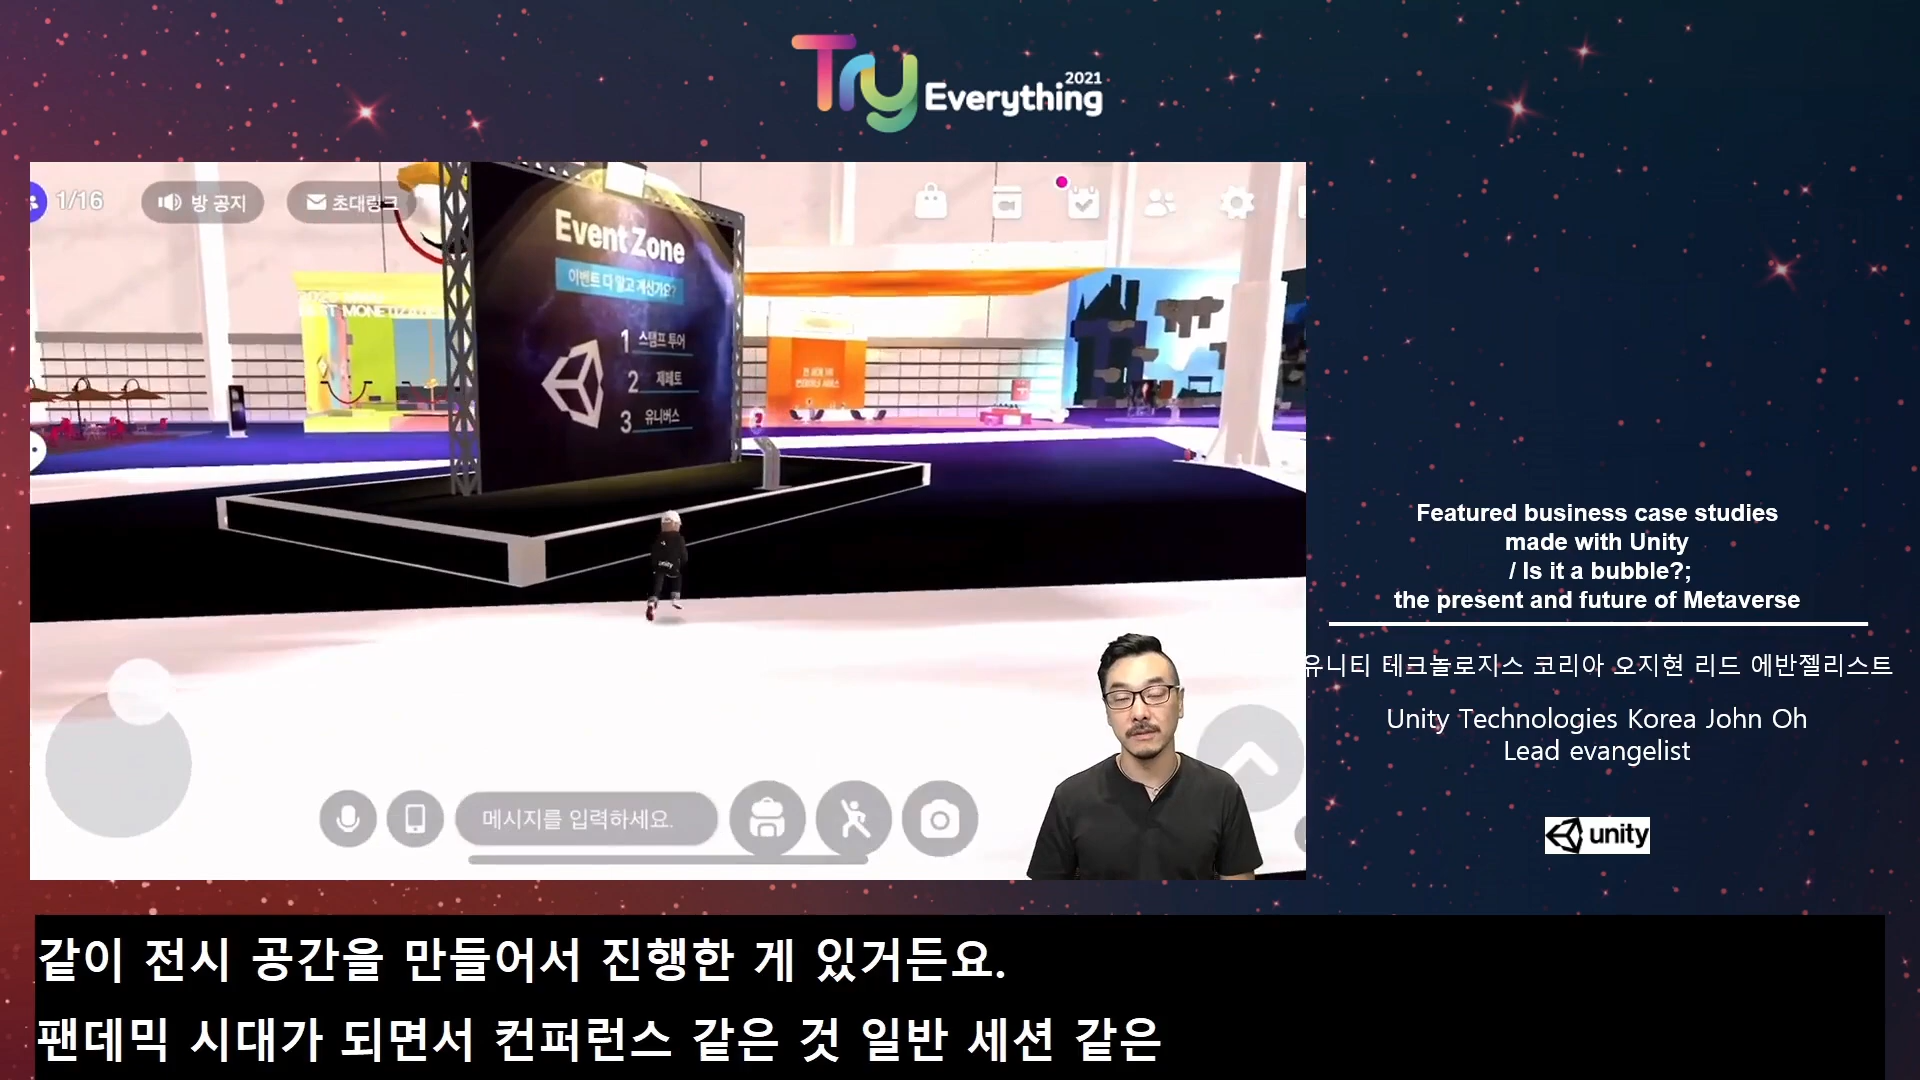 Try
2021
Everything
1/16
방 공지
초대링크
Event Zone
이벤트 다 알고 계신가요?
1 스탬프 투어
2 제페토
3 유니버스
unity
메시지를 입력하세요.
Featured business case studies
made with Unity
/ Is it a bubble?;
the present and future of Metaverse
유니티 테크놀로지스 코리아 오지현 리드 에반젤리스트
Unity Technologies Korea John Oh
Lead evangelist
unity
같이 전시 공간을 만들어서 진행한 게 있거든요.
팬데믹 시대가 되면서 컨퍼런스 같은 것 일반 세션 같은